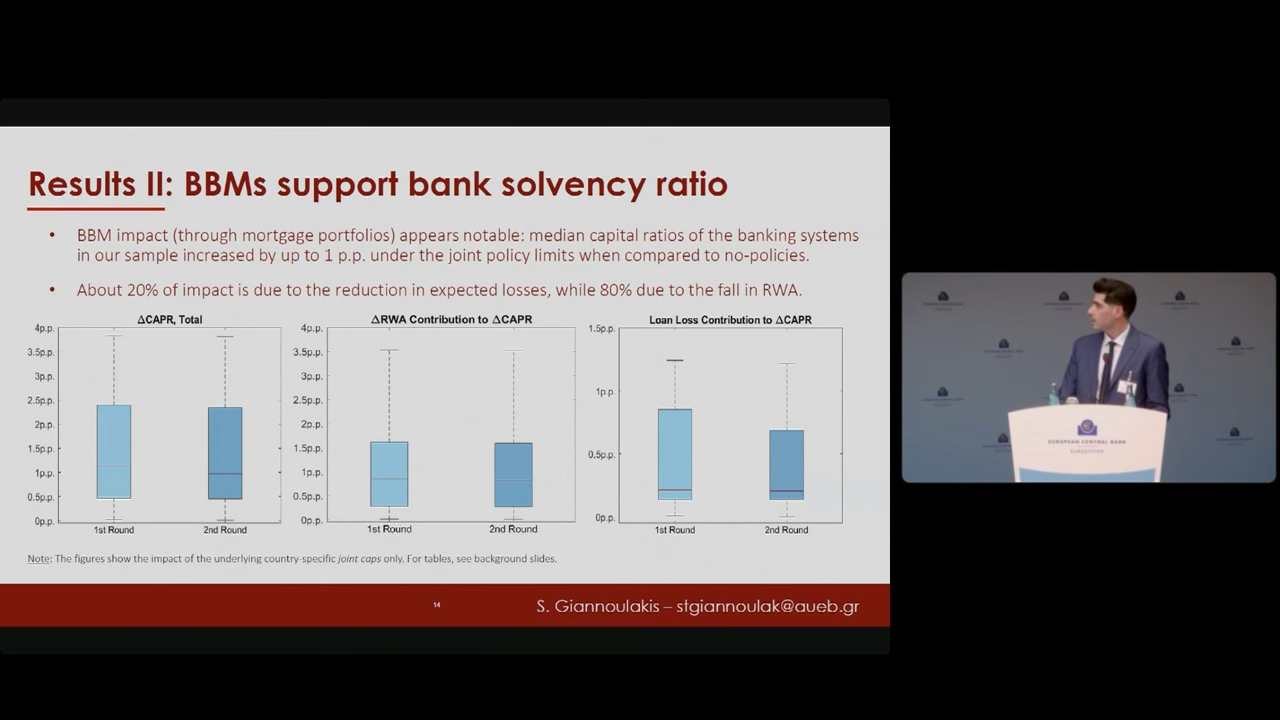 Results II: BBMs support bank solvency ratio
• BBM impact (through mortgage portfolios) appears notable: median capital ratios of the banking systems
in our sample increased by up to 1 p.p. under the joint policy limits when compared to no-policies.
• About 20% of impact is due to the reduction in expected losses, while 80% due to the fall in RWA.
ΔCAPR, Total
4p.p.
3.5p.p.
3p.p.
2.5p.p.
2p.p.
1.5p.p.
1p.p.
0.5p.p.
0p.p.
1st Round 2nd Round
ΔRWA Contribution to ΔCAPR
4p.p.
3.5p.p.
3p.p.
2.5p.p.
2p.p.
1.5p.p.
1p.p.
0.5p.p.
0p.p.
1st Round 2nd Round
Loan Loss Contribution to ΔCAPR
1.5p.p.
1p.p.
0.5p.p.
0p.p.
1st Round 2nd Round
Note: The figures show the impact of the underlying country-specific joint caps only. For tables, see background slides.
14
S. Giannoulakis – stgiannoulak@aueb.gr
EUROPEAN CENTRAL BANK
EUROSYSTEM